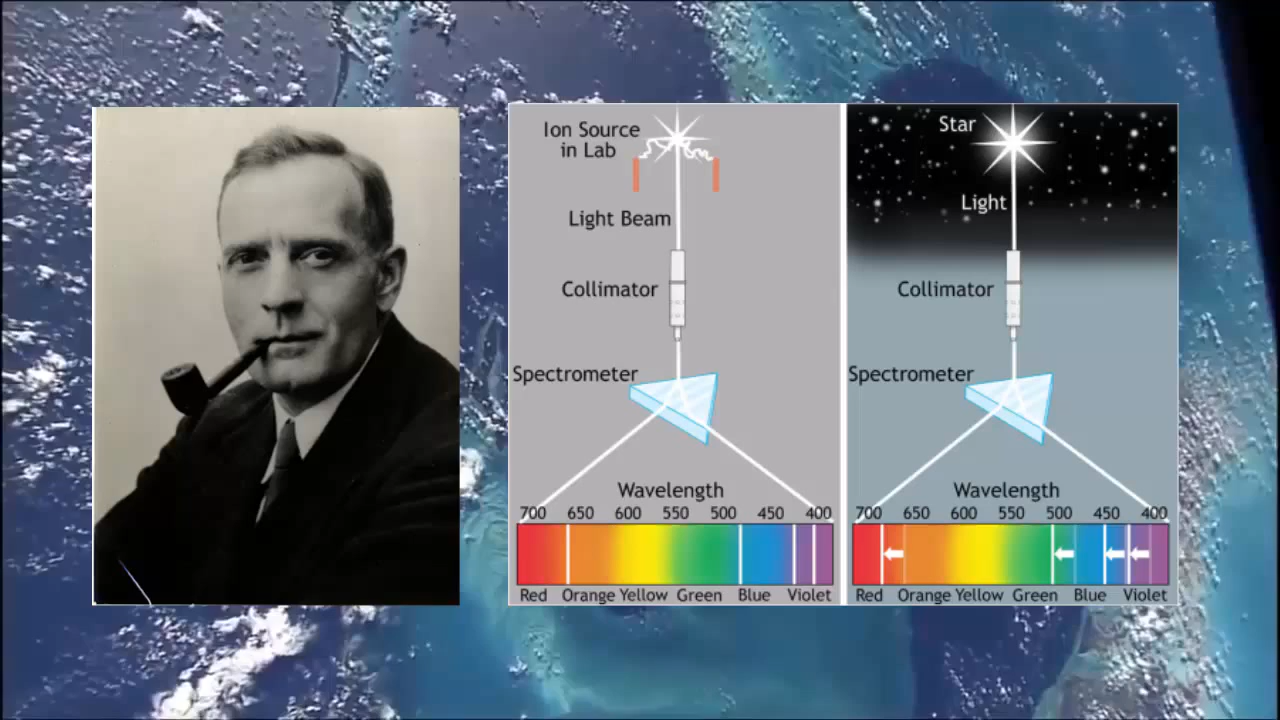 Ion Source
in Lab
Light Beam
Collimator
Spectrometer
Wavelength
700 650 600 550 500 450 400
Red Orange Yellow Green Blue Violet
Star
Light
Collimator
Spectrometer
Wavelength
700 650 600 550 500 450 400
Red Orange Yellow Green Blue Violet